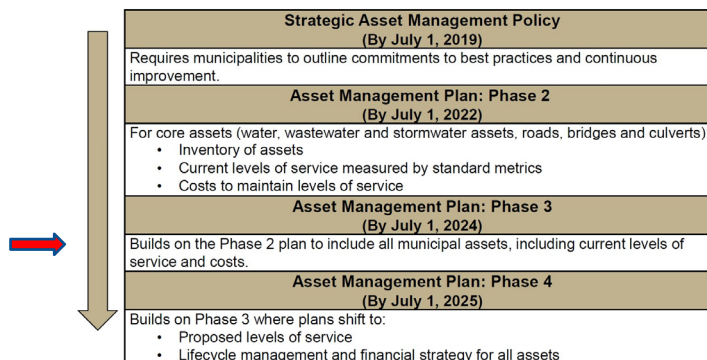 Strategic Asset Management Policy
(By July 1, 2019)
Requires municipalities to outline commitments to best practices and continuous
improvement.
Asset Management Plan: Phase 2
(By July 1, 2022)
For core assets (water, wastewater and stormwater assets, roads, bridges and culverts)
• Inventory of assets
• Current levels of service measured by standard metrics
• Costs to maintain levels of service
Asset Management Plan: Phase 3
(By July 1, 2024)
Builds on the Phase 2 plan to include all municipal assets, including current levels of
service and costs.
Asset Management Plan: Phase 4
(By July 1, 2025)
Builds on Phase 3 where plans shift to:
• Proposed levels of service
• Lifecycle management and financial strategy for all assets